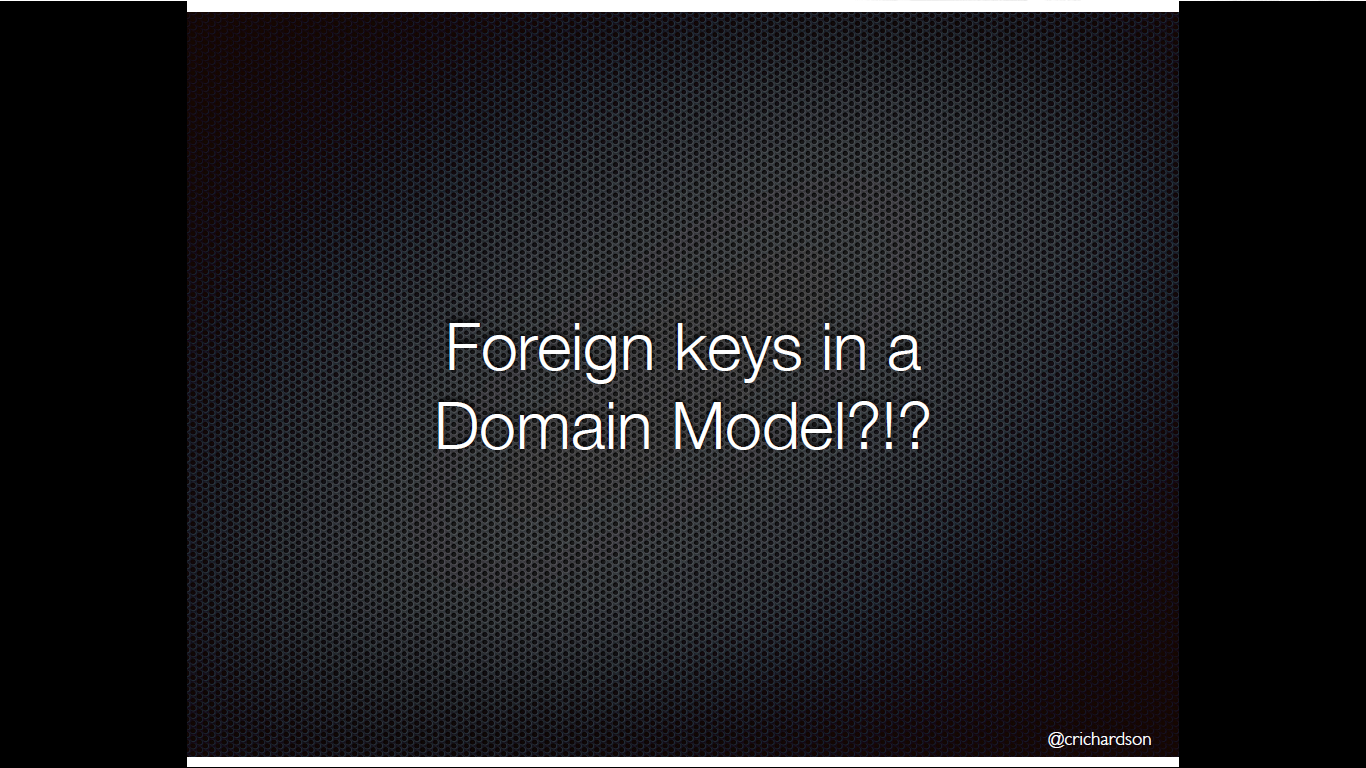 Foreign keys in a
Domain Model?!?
@crichardson